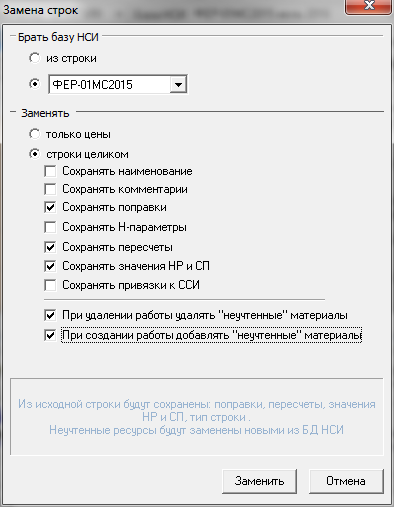 Замена строк
Брать базу НСИ
из строки
ФЕР-01МС2015
Заменять
только цены
строки целиком
Сохранять наименование
Сохранять комментарии
Сохранять поправки
Сохранять Н-параметры
Сохранять пересчеты
Сохранять значения НР и СП
Сохранять привязки к ССИ
При удалении работы удалять "неучтенные" материалы
При создании работы добавлять "неучтенные" материалы
Из исходной строки будут сохранены: поправки, пересчеты, значения
НР и СП, тип строки .
Неучтенные ресурсы будут заменены новыми из БД НСИ
Заменить
Отмена